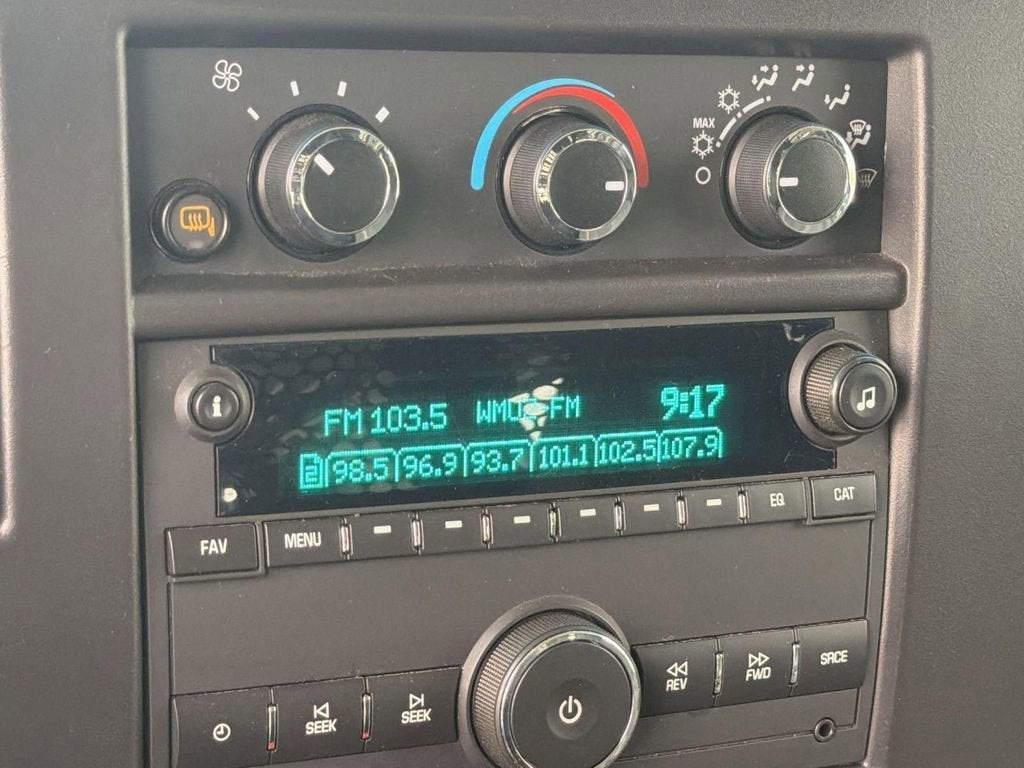 MAX
FM 103.5 FM 9:17
2 98.5 96.9 93.7 101.1 102.5 107.9
FAV MENU EQ CAT
SEEK SEEK REV FWD SRCE